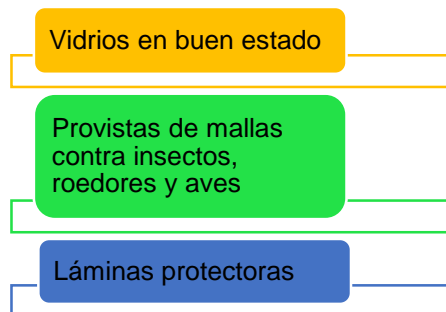 Vidrios en buen estado
Provistas de mallas
contra insectos,
roedores y aves
Láminas protectoras